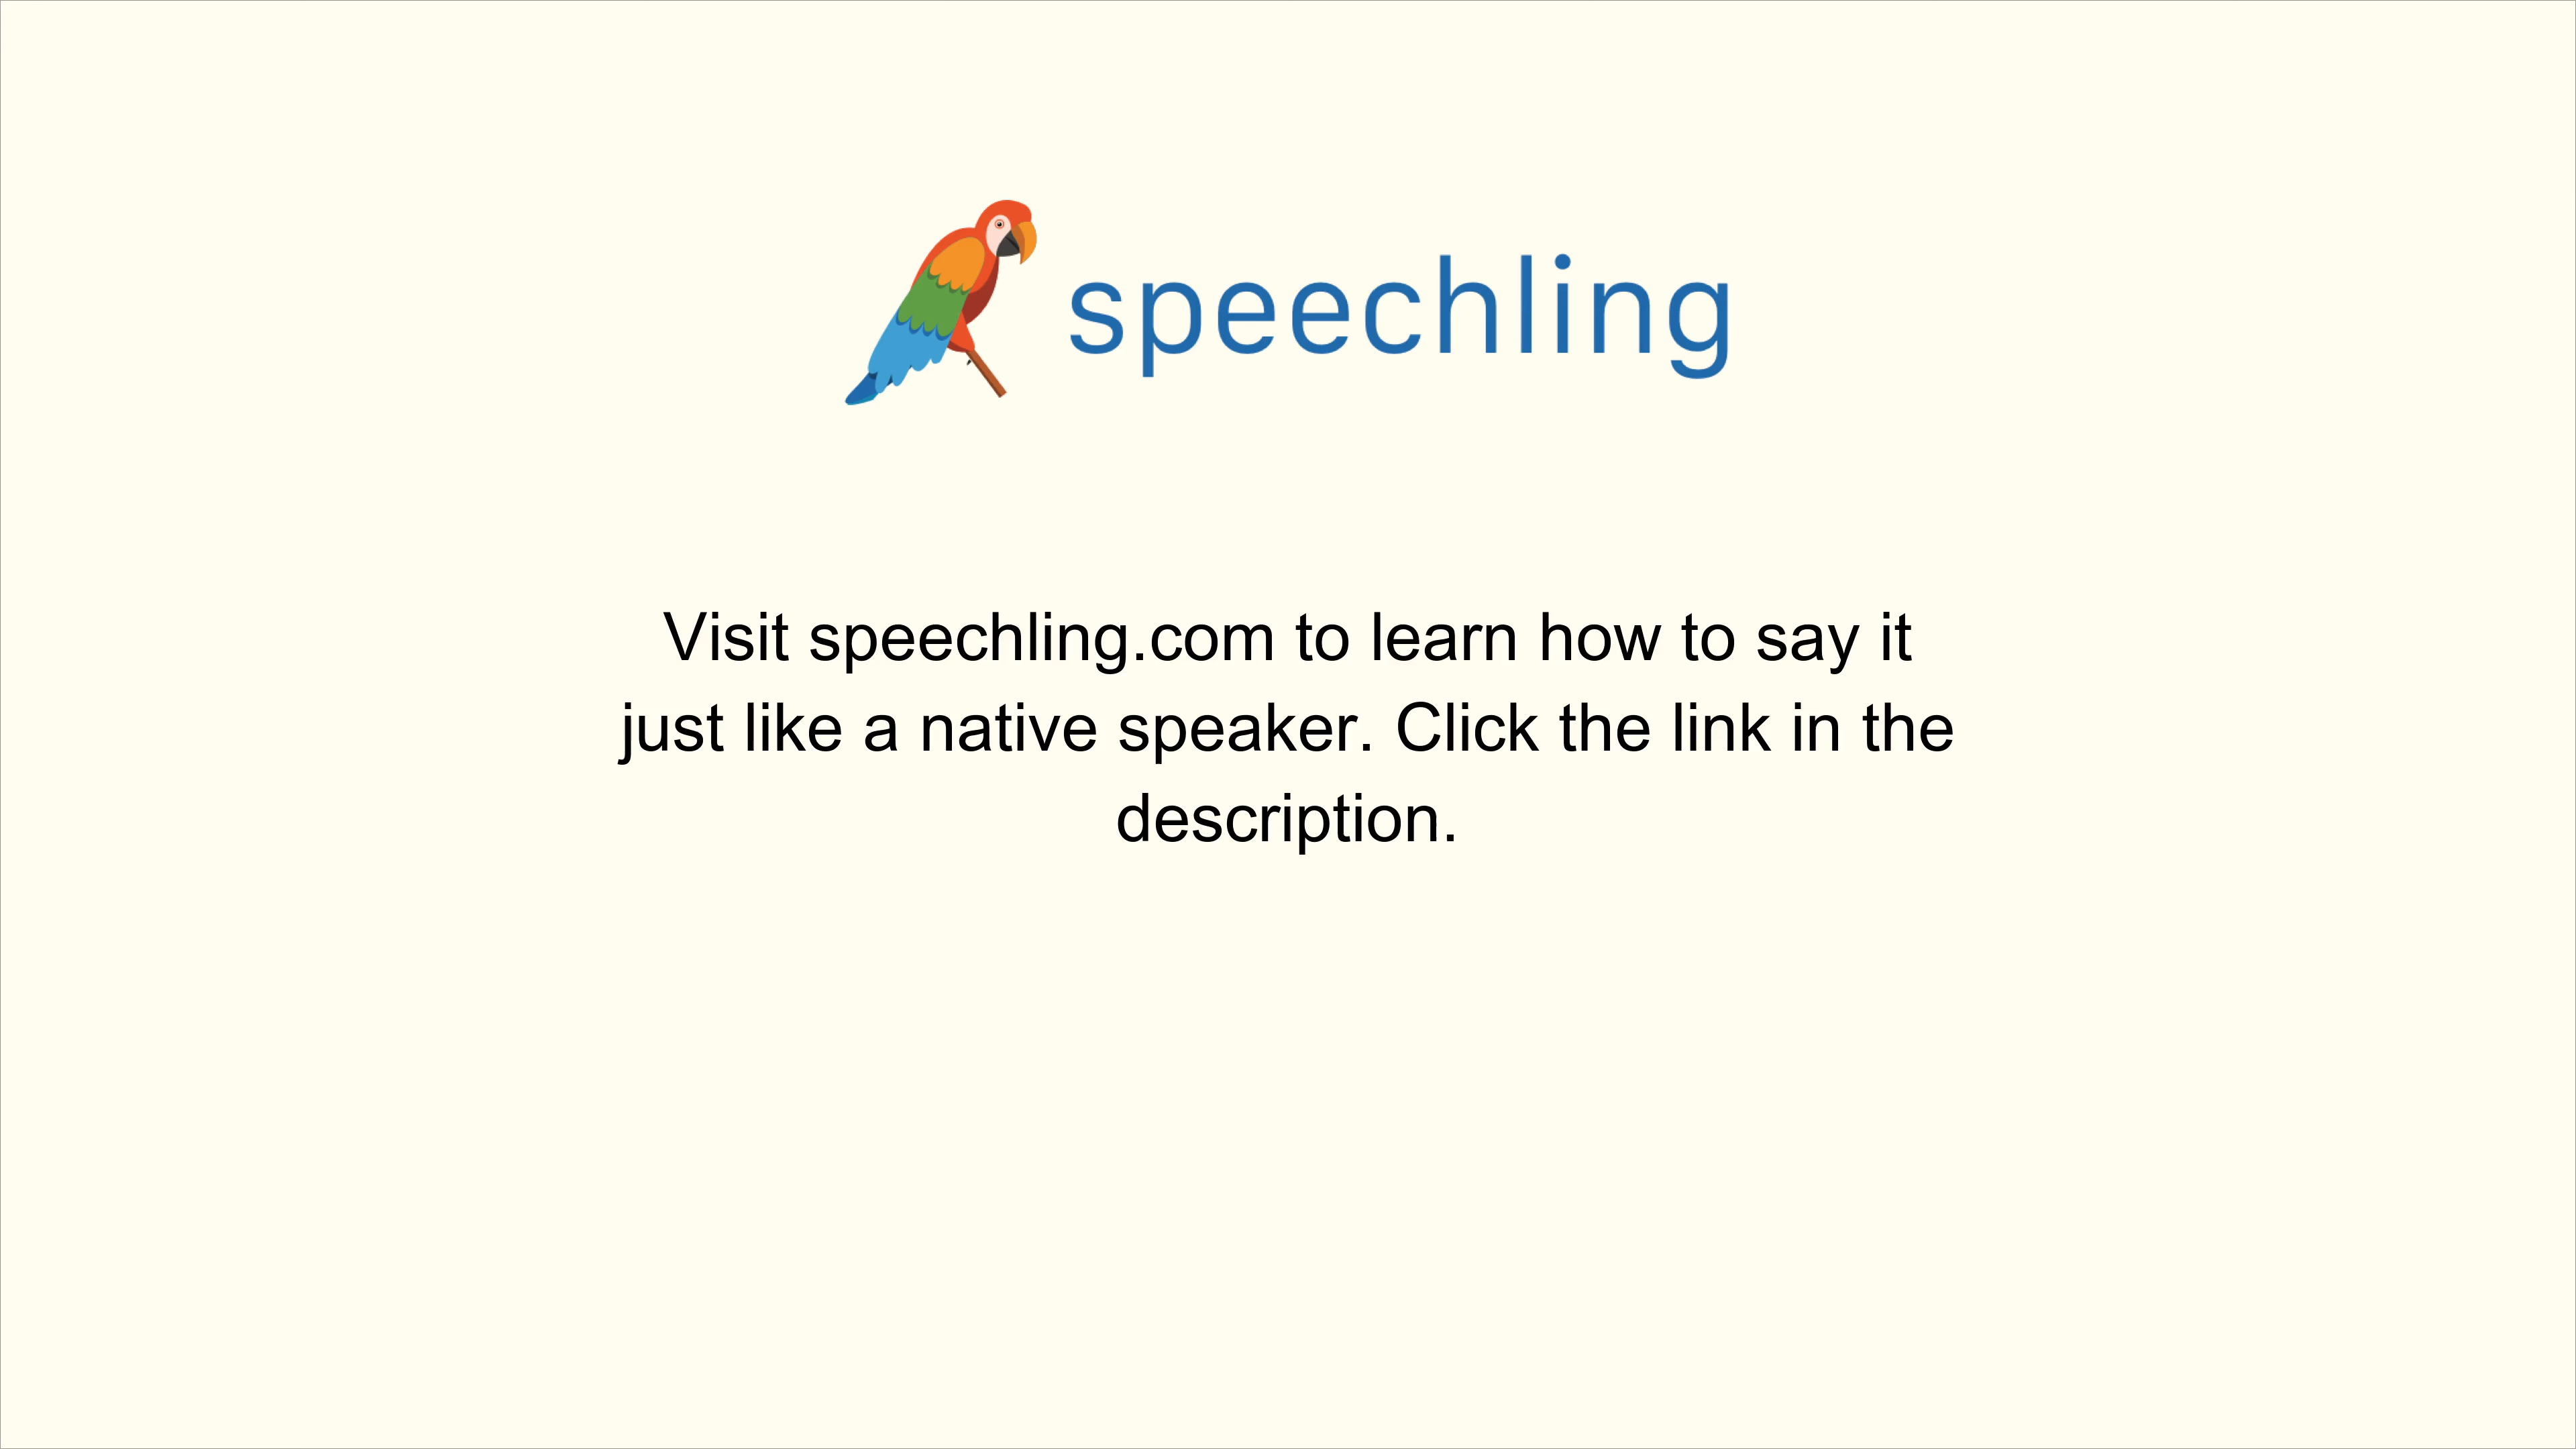 speechling
Visit speechling.com to learn how to say it
just like a native speaker. Click the link in the
description.